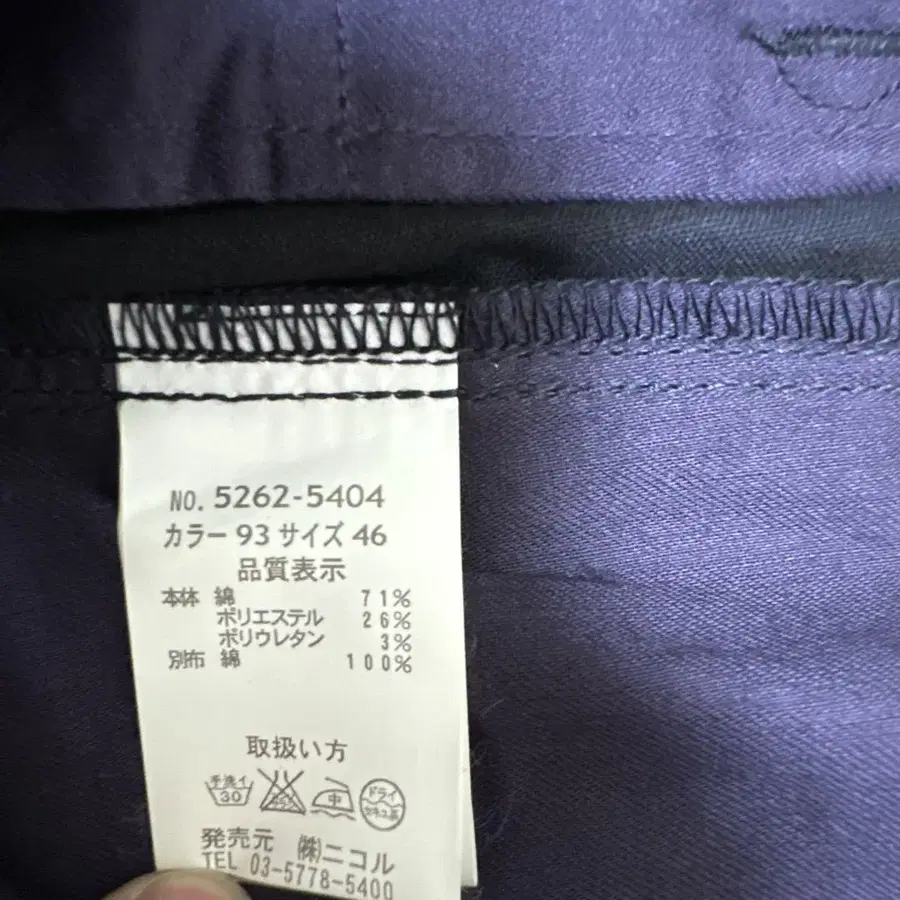 NO. 5262-5404
カラー 93 サイズ 46
品質表示
本体 綿 71%
ポリエステル 26%
ポリウレタン 3%
別布 綿 100%
取扱い方
手洗イ
30
中
ドライ
発売元 ㈱ニコル
TEL 03-5778-5400